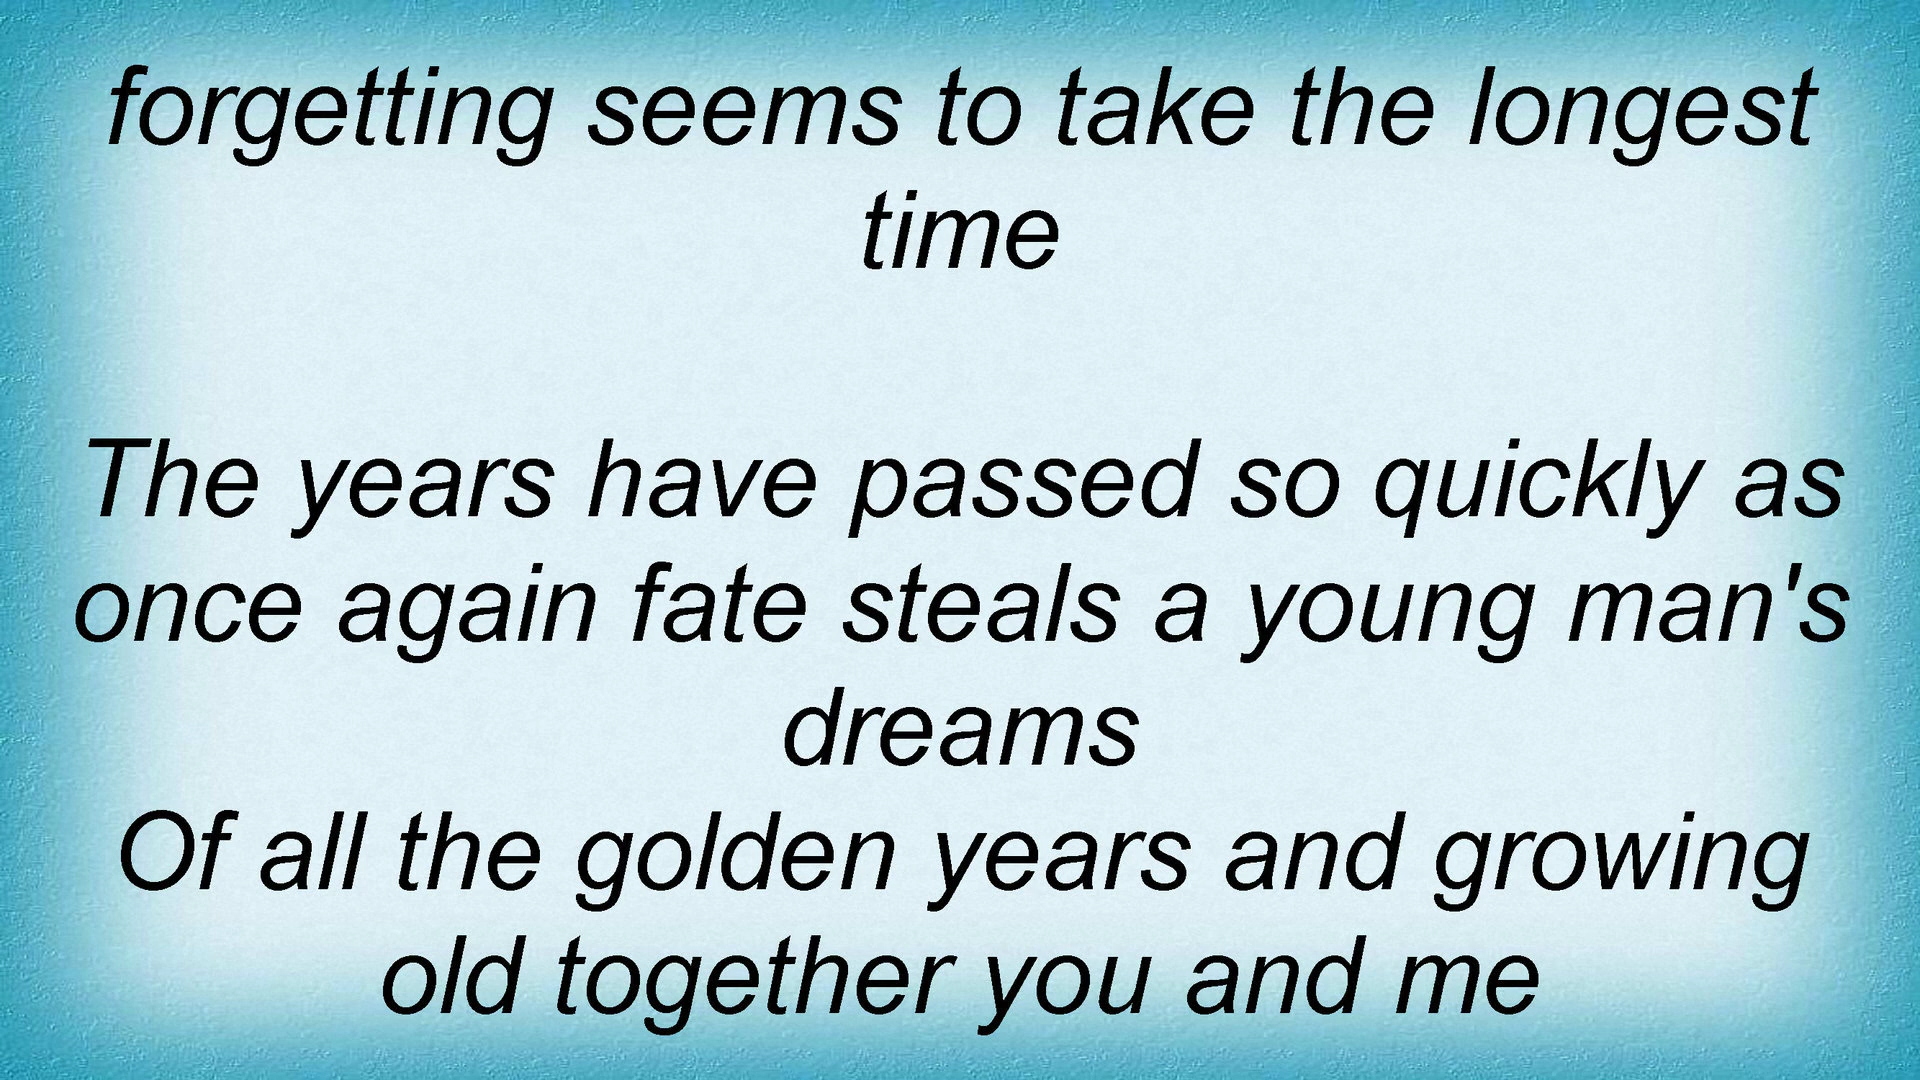 forgetting seems to take the longest
time
The years have passed so quickly as
once again fate steals a young man's
dreams
Of all the golden years and growing
old together you and me